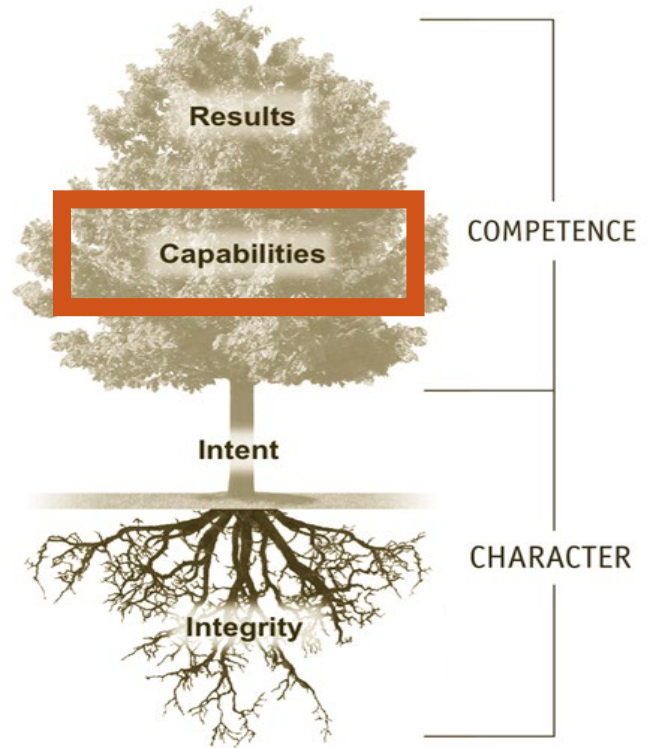 Results
Capabilities
COMPETENCE
Intent
CHARACTER
Integrity